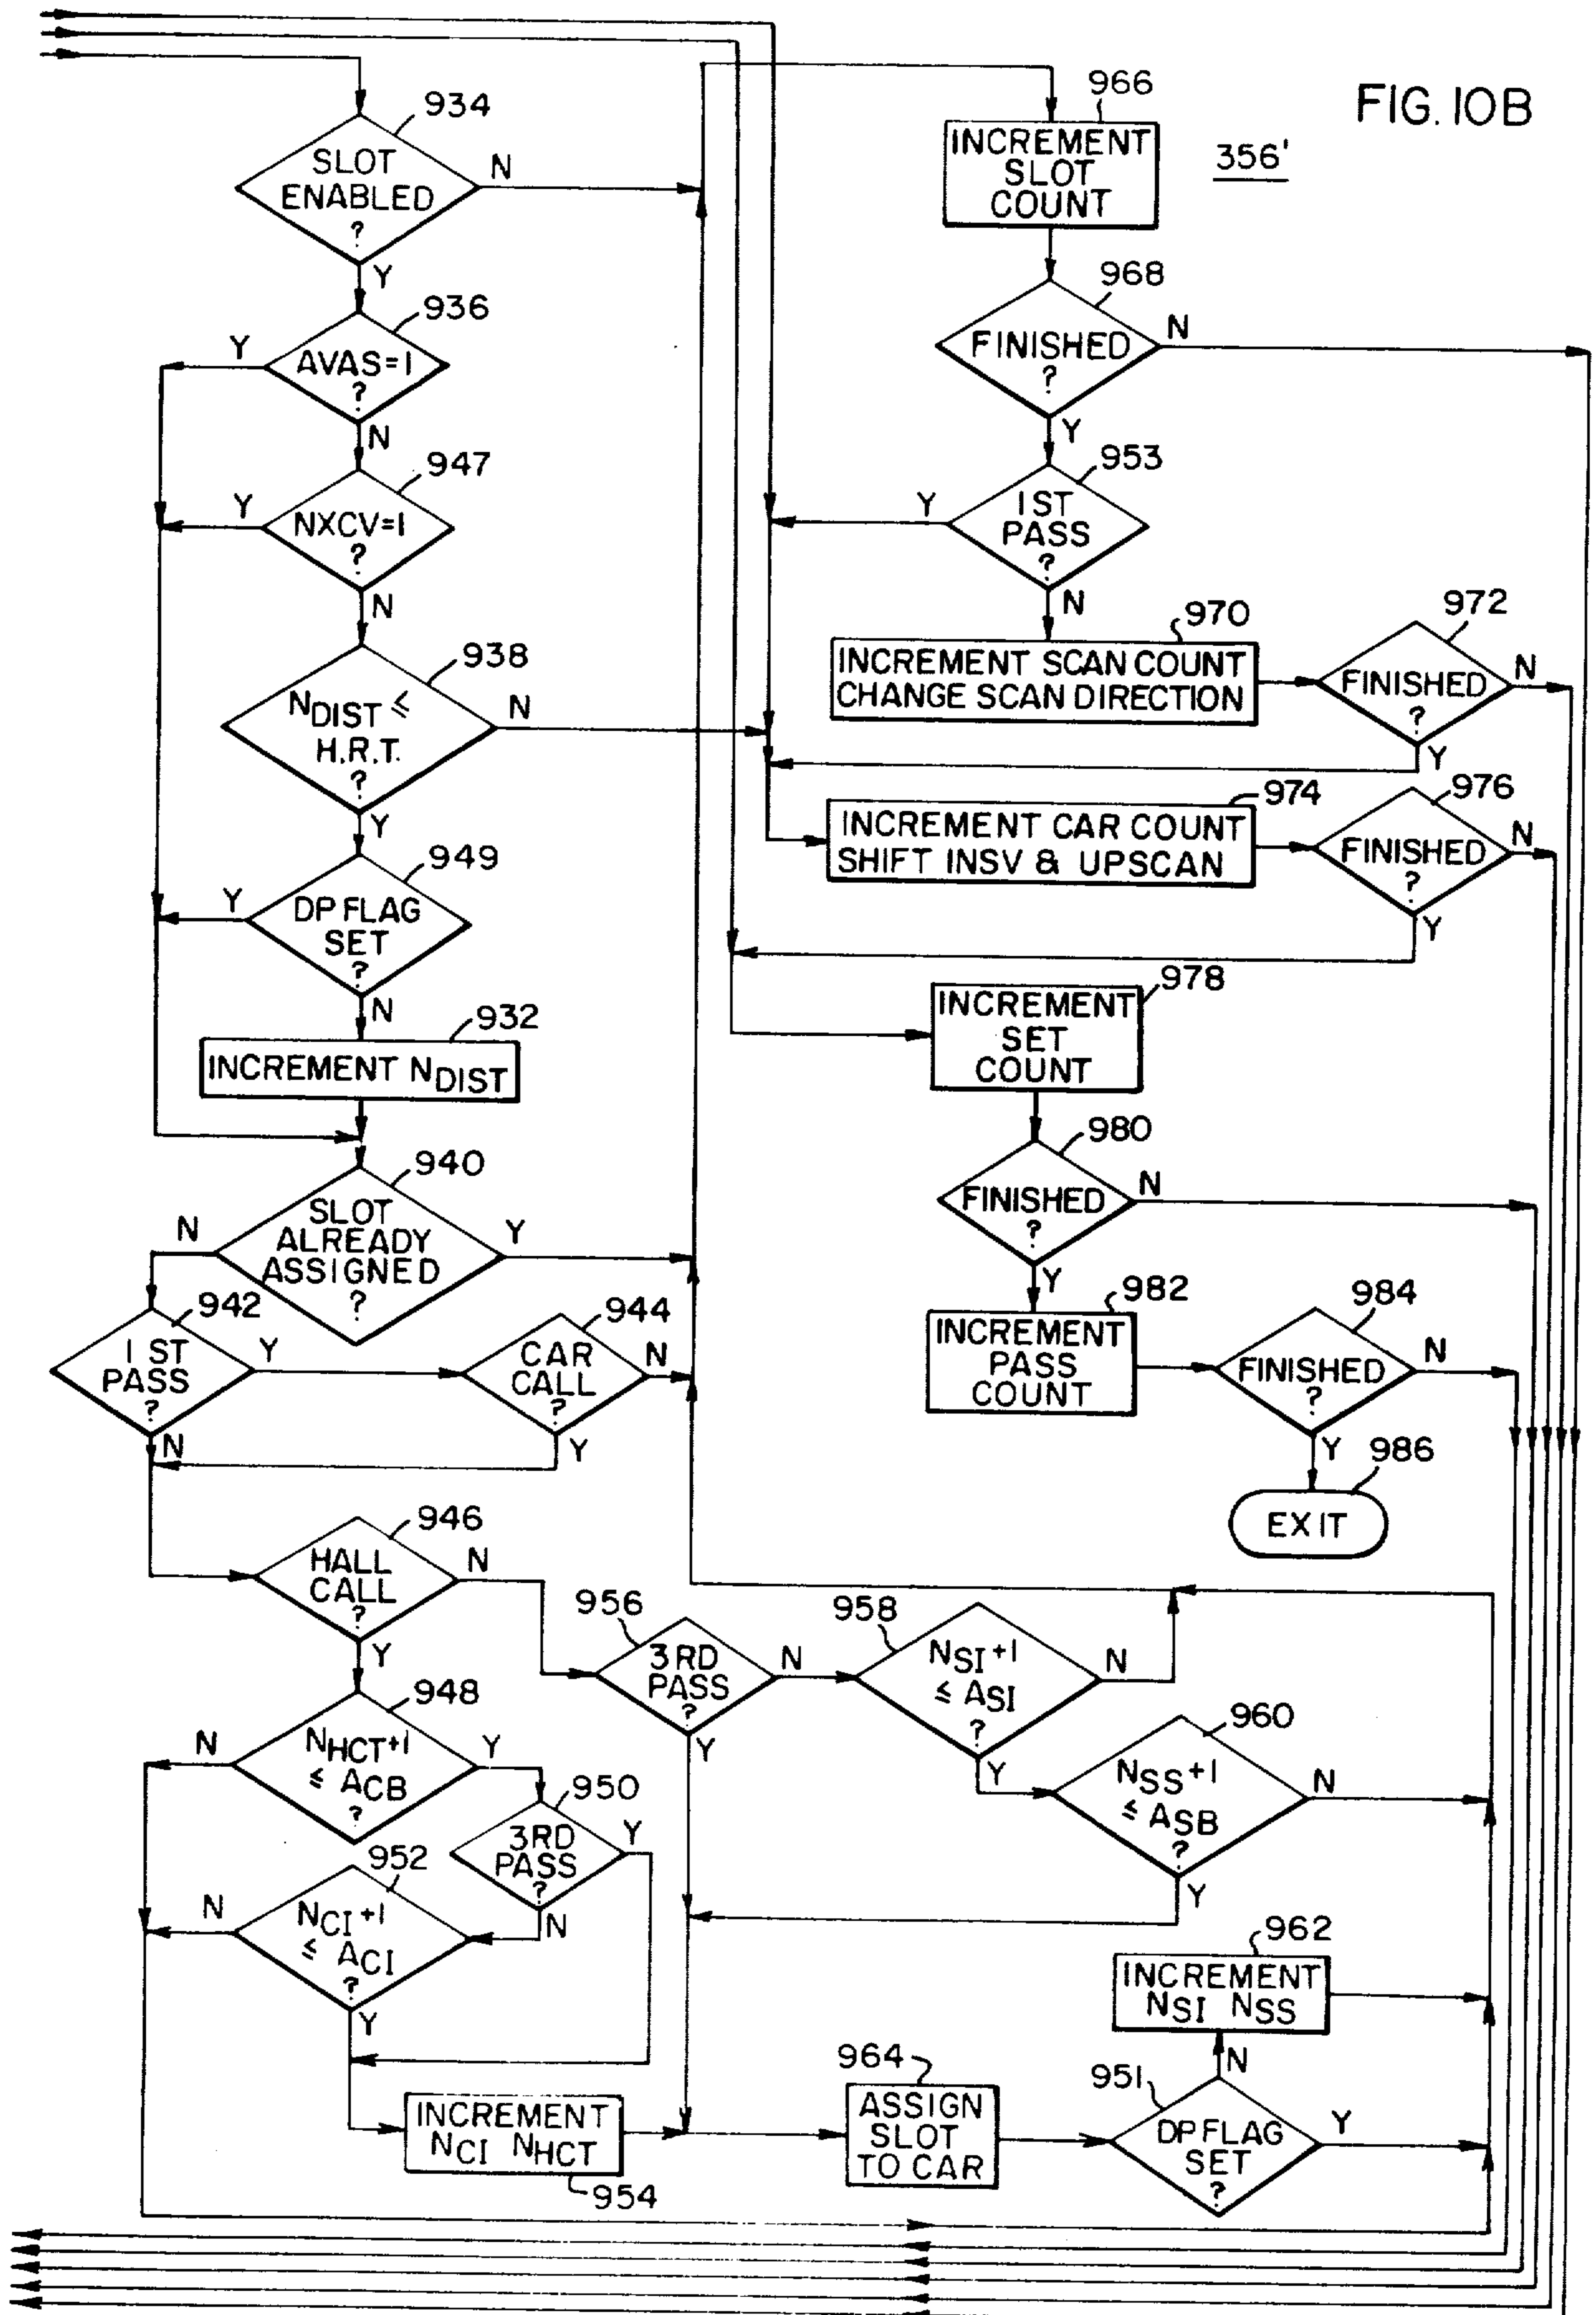 FIG. 10B
356'
934
SLOT
ENABLED
?
N
Y
936
AVAS=1
?
Y
N
947
NXCV=1
?
Y
N
938
NDIST ≤
H.R.T.
?
N
Y
949
DP FLAG
SET
?
Y
N
932
INCREMENT NDIST
940
SLOT
ALREADY
ASSIGNED
?
N
Y
942
1 ST
PASS
?
Y
N
944
CAR
CALL
?
N
Y
946
HALL
CALL
?
N
Y
948
NHCT+1
≤ ACB
?
N
Y
950
3RD
PASS
?
Y
N
952
NCI+1
≤ ACI
?
N
Y
INCREMENT
NCI NHCT
954
956
3RD
PASS
?
N
Y
958
NSI+1
≤ ASI
?
N
Y
960
NSS+1
≤ ASB
?
N
Y
962
INCREMENT
NSI NSS
964
ASSIGN
SLOT
TO CAR
951
DP FLAG
SET
?
N
Y
966
INCREMENT
SLOT
COUNT
968
FINISHED
?
N
Y
953
1 ST
PASS
?
Y
N
970
INCREMENT SCAN COUNT
CHANGE SCAN DIRECTION
972
FINISHED
?
N
Y
974
INCREMENT CAR COUNT
SHIFT INSV & UPSCAN
976
FINISHED
?
N
Y
978
INCREMENT
SET
COUNT
980
FINISHED
?
N
Y
982
INCREMENT
PASS
COUNT
984
FINISHED
?
N
Y
986
EXIT